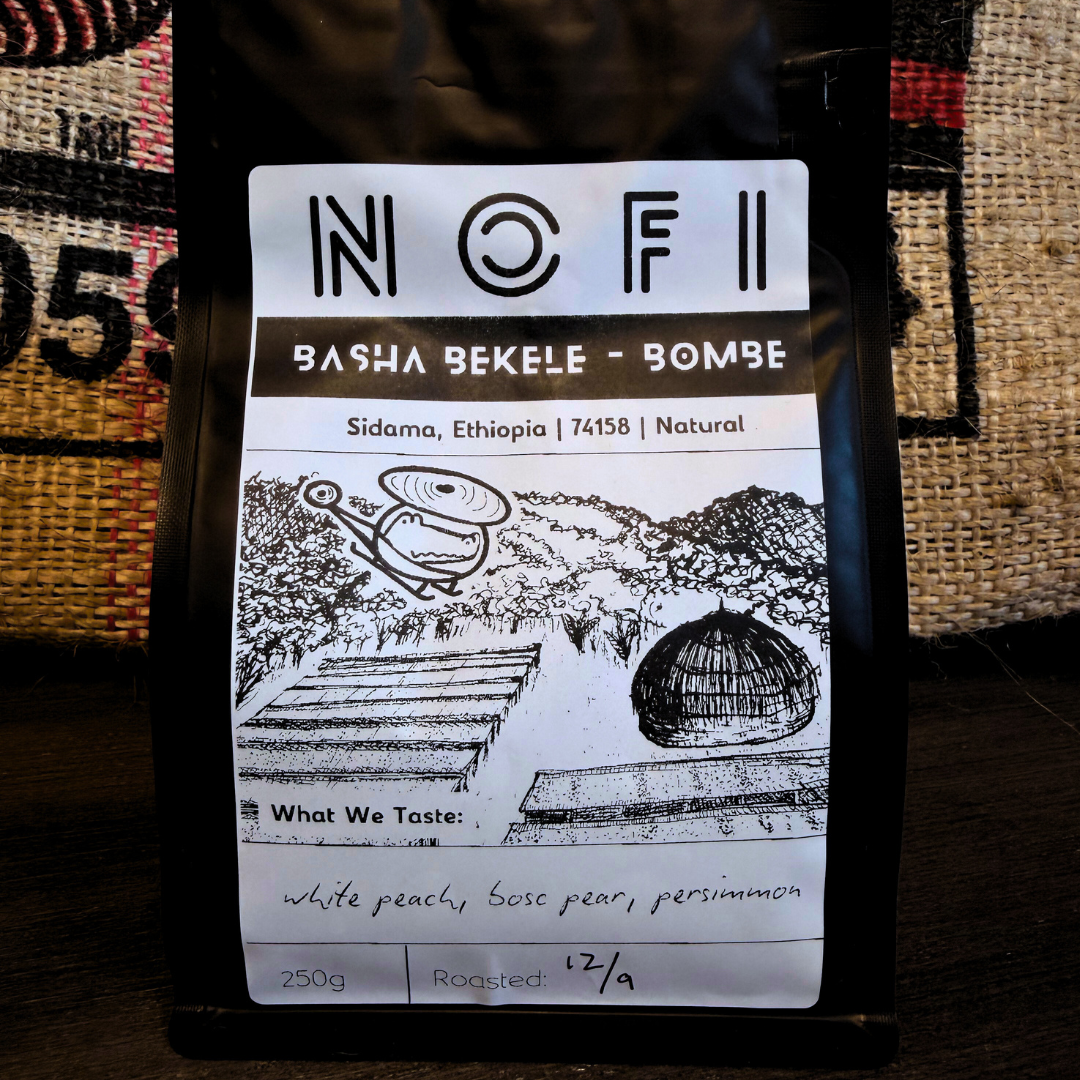 NOFI
BASHA BEKELE - BOMBE
Sidama, Ethiopia | 74158 | Natural
What We Taste:
white peach, bosc pear, persimmon
250g
Roasted: 12/9
059